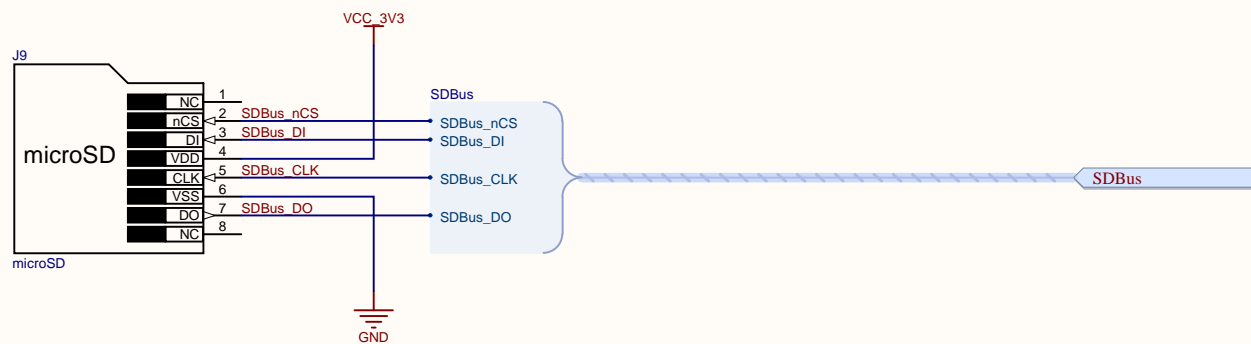 VCC_3V3
J9
microSD
NC 1
nCS 2 SDBus_nCS
DI 3 SDBus_DI
VDD 4
CLK 5 SDBus_CLK
VSS 6
DO 7 SDBus_DO
NC 8
microSD
SDBus
SDBus_nCS
SDBus_DI
SDBus_CLK
SDBus_DO
SDBus
GND